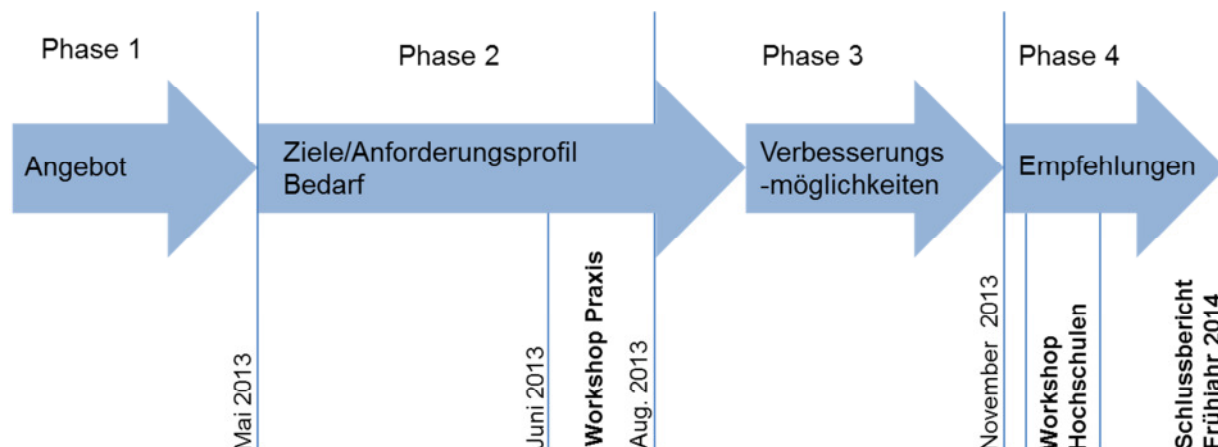 Phase 1
Phase 2
Phase 3
Phase 4
Angebot
Ziele/Anforderungsprofil
Bedarf
Verbesserungs
-möglichkeiten
Empfehlungen
Mai 2013
Juni 2013
Workshop Praxis
Aug. 2013
November 2013
Workshop
Hochschulen
Schlussbericht
Frühjahr 2014